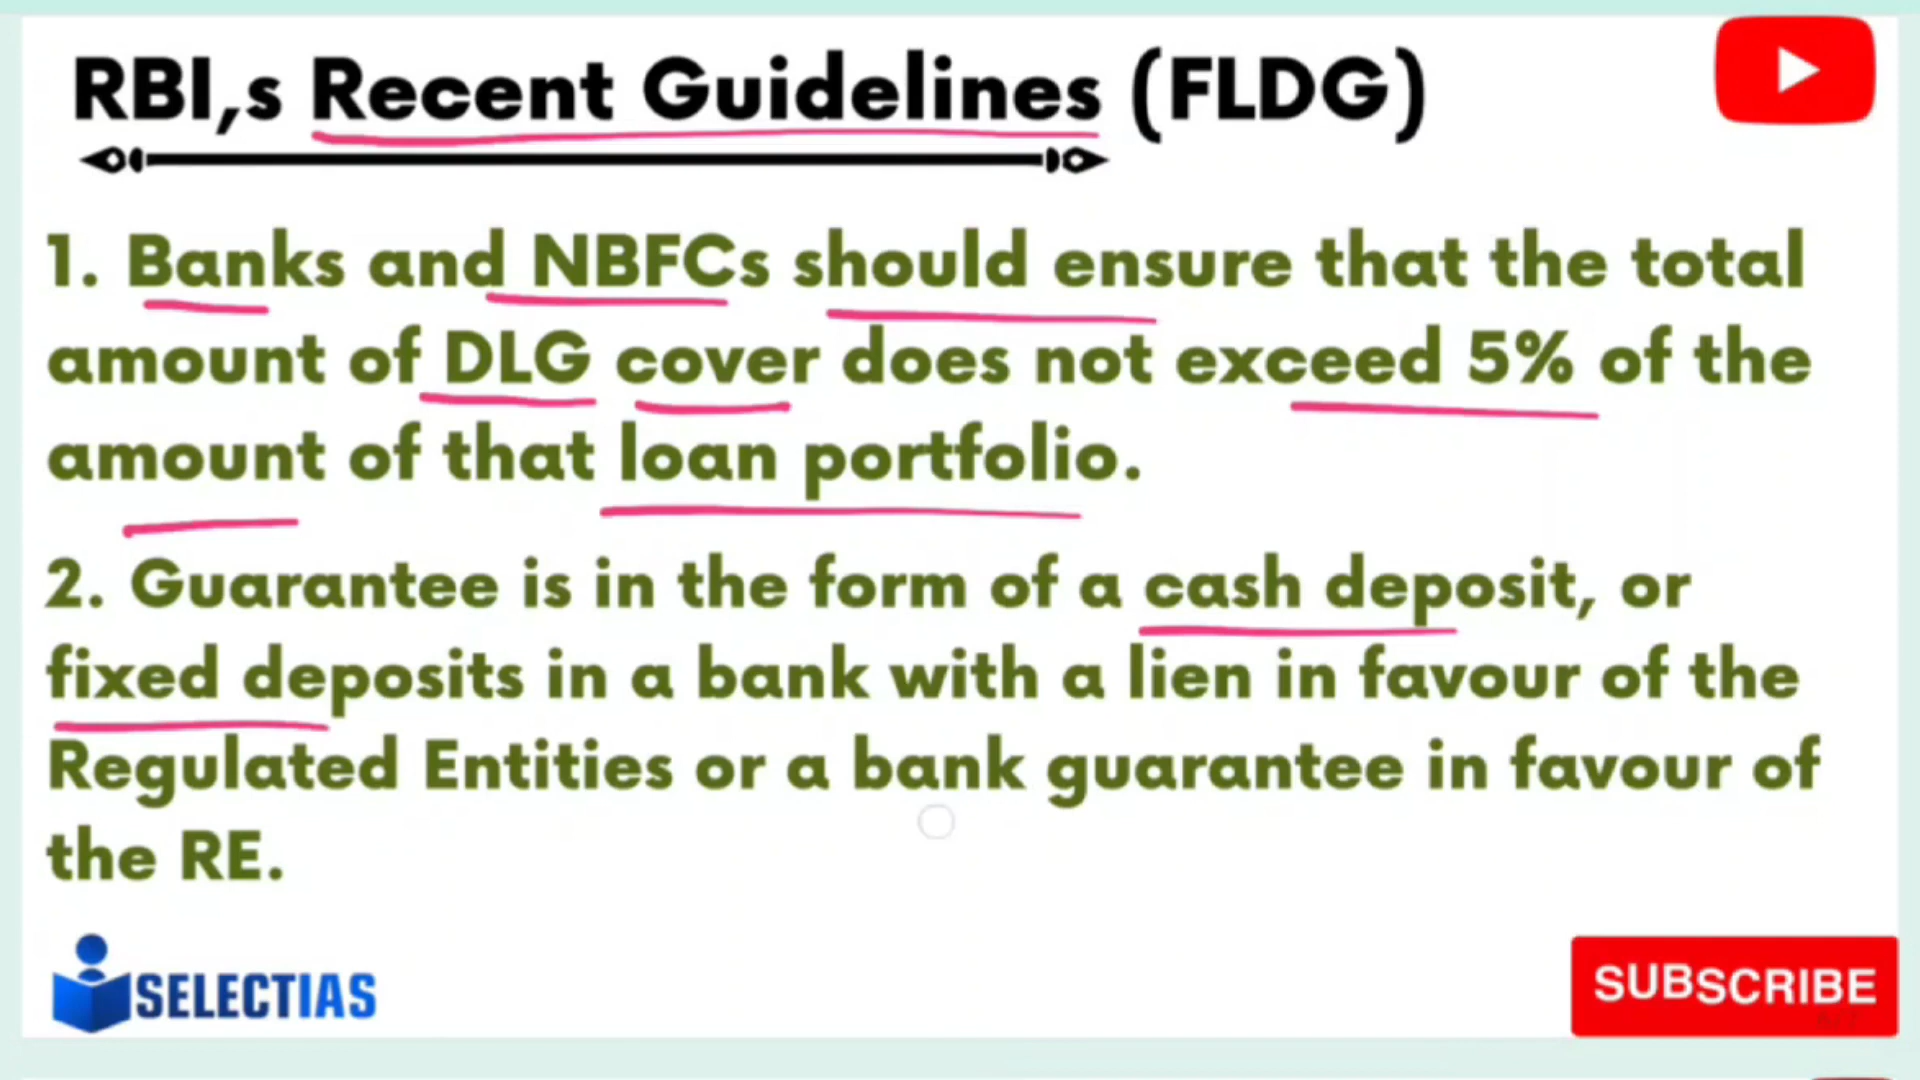 RBI,s Recent Guidelines (FLDG)
1. Banks and NBFCs should ensure that the total
amount of DLG cover does not exceed 5% of the
amount of that loan portfolio.
2. Guarantee is in the form of a cash deposit, or
fixed deposits in a bank with a lien in favour of the
Regulated Entities or a bank guarantee in favour of
the RE.
SELECTIAS
SUBSCRIBE